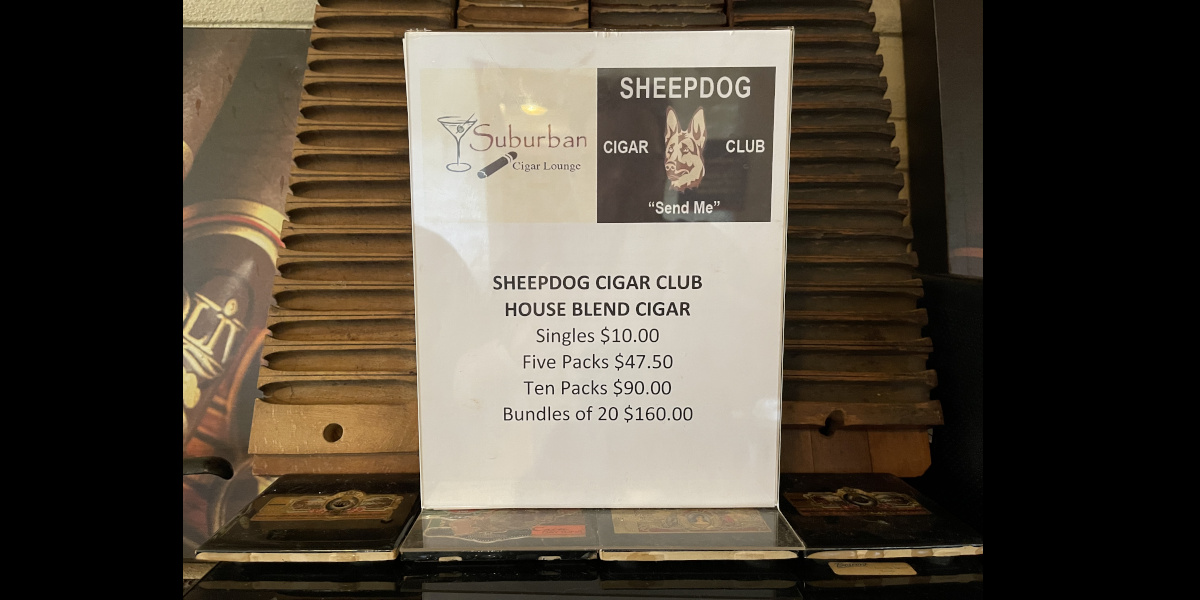 Suburban
Cigar Lounge
SHEEPDOG
CIGAR CLUB
“Send Me”
SHEEPDOG CIGAR CLUB
HOUSE BLEND CIGAR
Singles $10.00
Five Packs $47.50
Ten Packs $90.00
Bundles of 20 $160.00